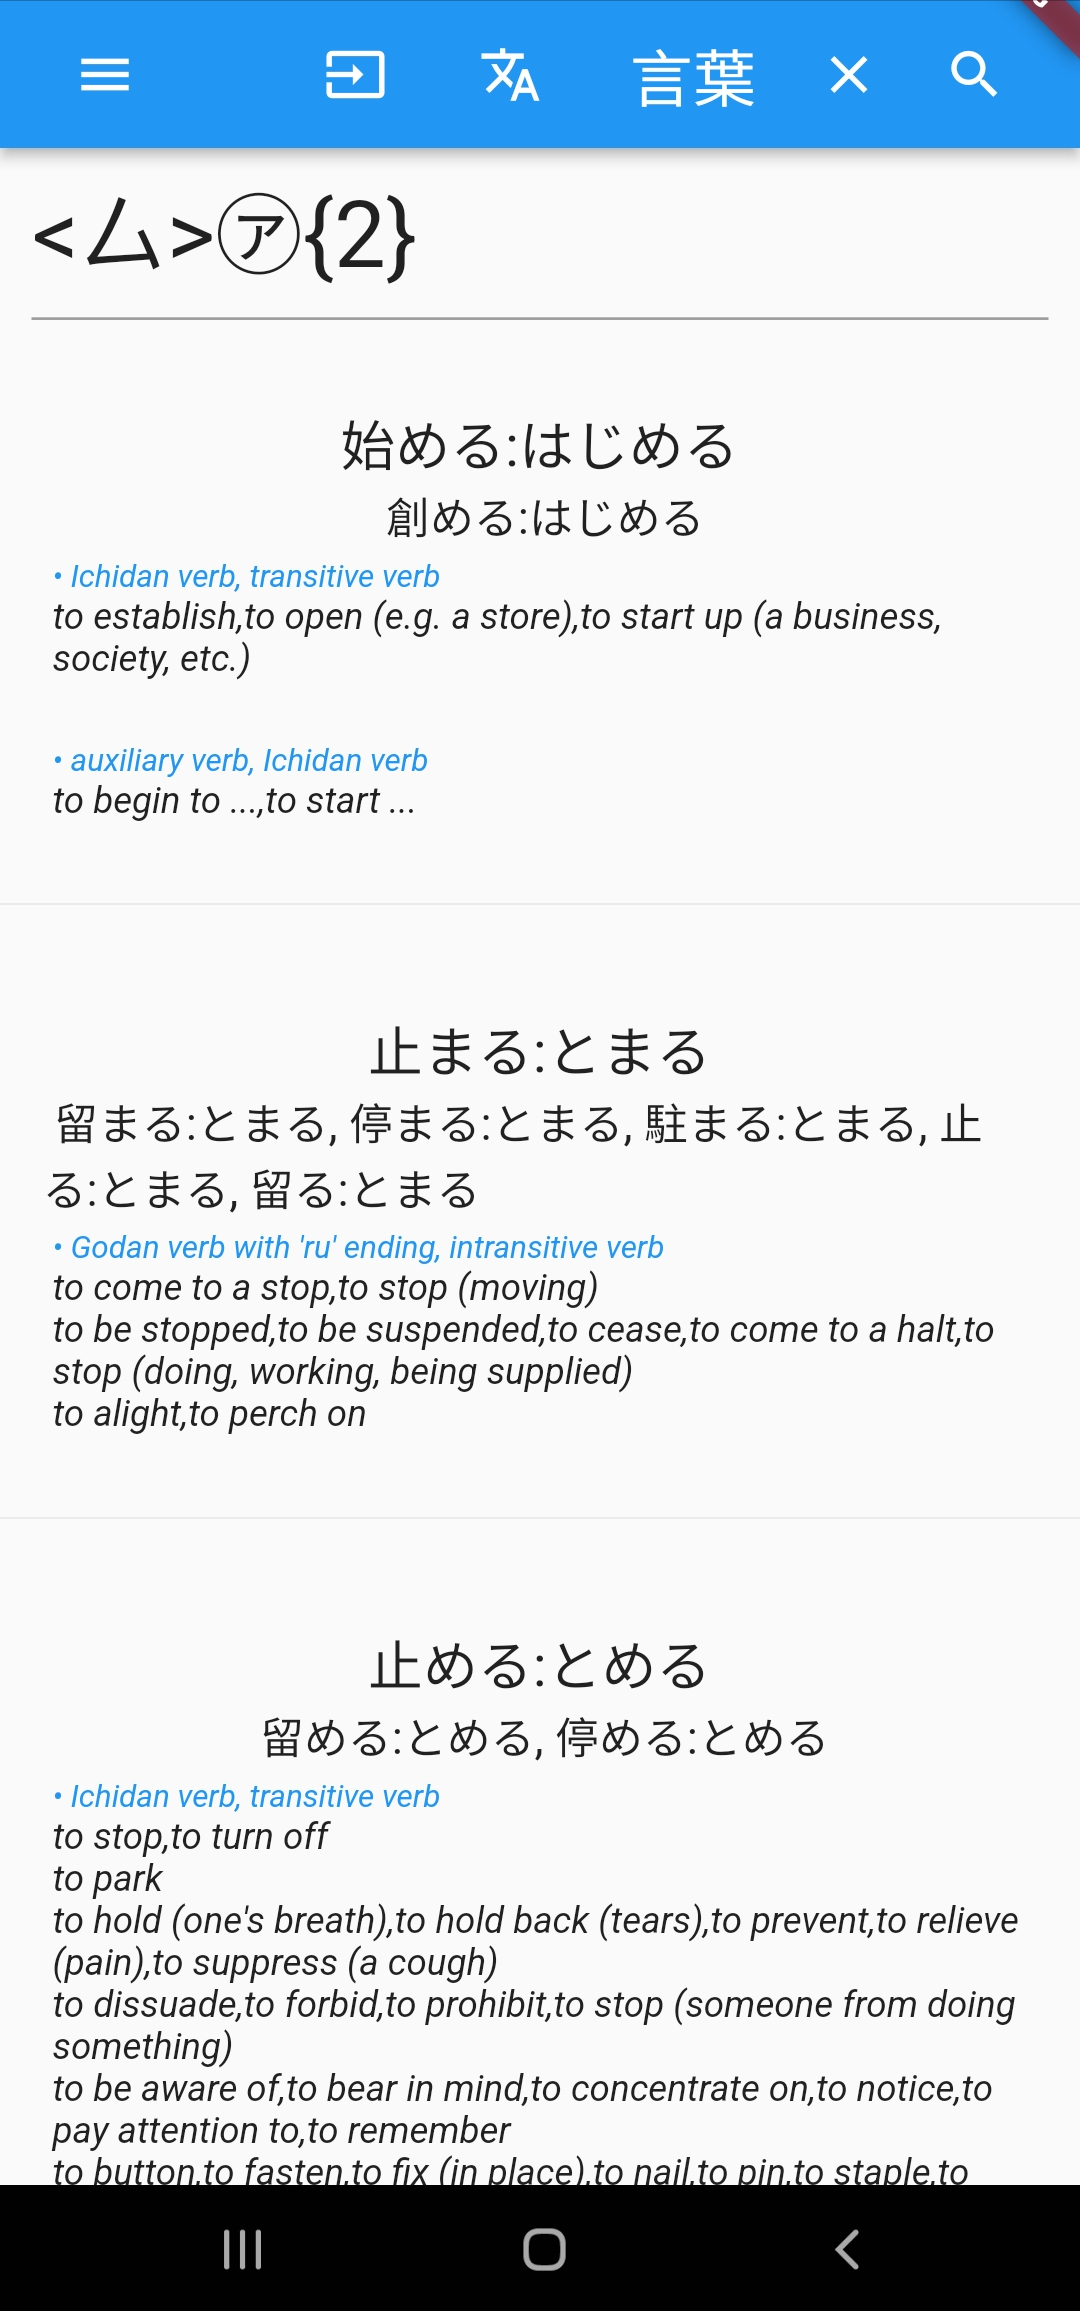 言葉
<ム>㋐{2}
始める:はじめる
創める:はじめる
• Ichidan verb, transitive verb
to establish,to open (e.g. a store),to start up (a business,
society, etc.)
• auxiliary verb, Ichidan verb
to begin to ...,to start ...
止まる:とまる
留まる:とまる, 停まる:とまる, 駐まる:とまる, 止
る:とまる, 留る:とまる
• Godan verb with 'ru' ending, intransitive verb
to come to a stop,to stop (moving)
to be stopped,to be suspended,to cease,to come to a halt,to
stop (doing, working, being supplied)
to alight,to perch on
止める:とめる
留める:とめる, 停める:とめる
• Ichidan verb, transitive verb
to stop,to turn off
to park
to hold (one's breath),to hold back (tears),to prevent,to relieve
(pain),to suppress (a cough)
to dissuade,to forbid,to prohibit,to stop (someone from doing
something)
to be aware of,to bear in mind,to concentrate on,to notice,to
pay attention to,to remember
to button,to fasten,to fix (in place),to nail,to pin,to staple,to